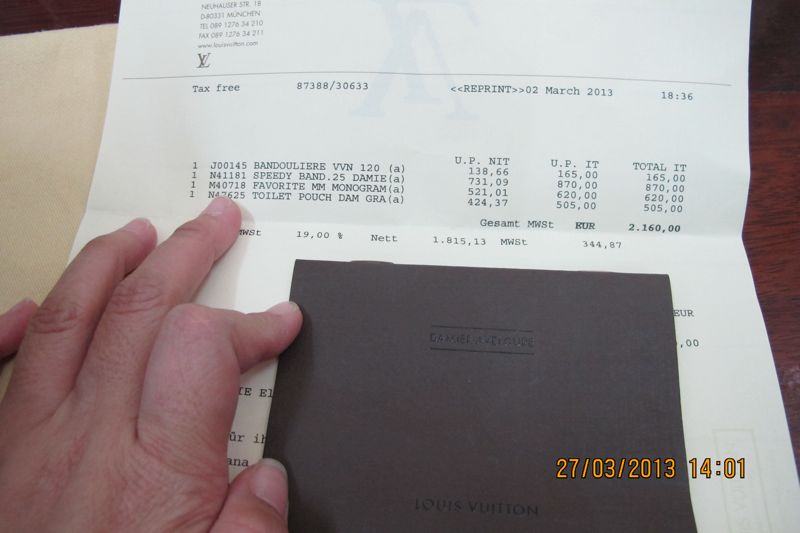 NEUHAUSER STR. 18
D-80331 MÜNCHEN
TEL 089 1276 34 210
FAX 089 1276 34 211
www.louisvuitton.com
LV
Tax free 87388/30633 <<REPRINT>>02 March 2013 18:36
U.P. NIT U.P. IT TOTAL IT
1 J00145 BANDOULIERE VVN 120 (a) 138,66 165,00 165,00
1 N41181 SPEEDY BAND.25 DAMIE(a) 731,09 870,00 870,00
1 M40718 FAVORITE MM MONOGRAM(a) 521,01 620,00 620,00
1 N47625 TOILET POUCH DAM GRA(a) 424,37 505,00 505,00
Gesamt MWSt EUR 2.160,00
MWSt 19,00 % Nett 1.815,13 MWSt 344,87
EUR
,00
für ih
ana
LOUIS VUITTON
27/03/2013 14:01